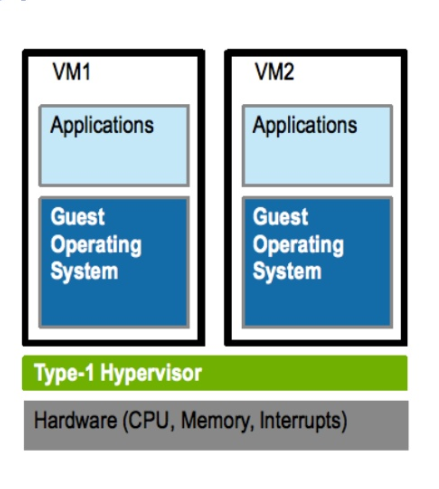 VM1
Applications
Guest
Operating
System
VM2
Applications
Guest
Operating
System
Type-1 Hypervisor
Hardware (CPU, Memory, Interrupts)